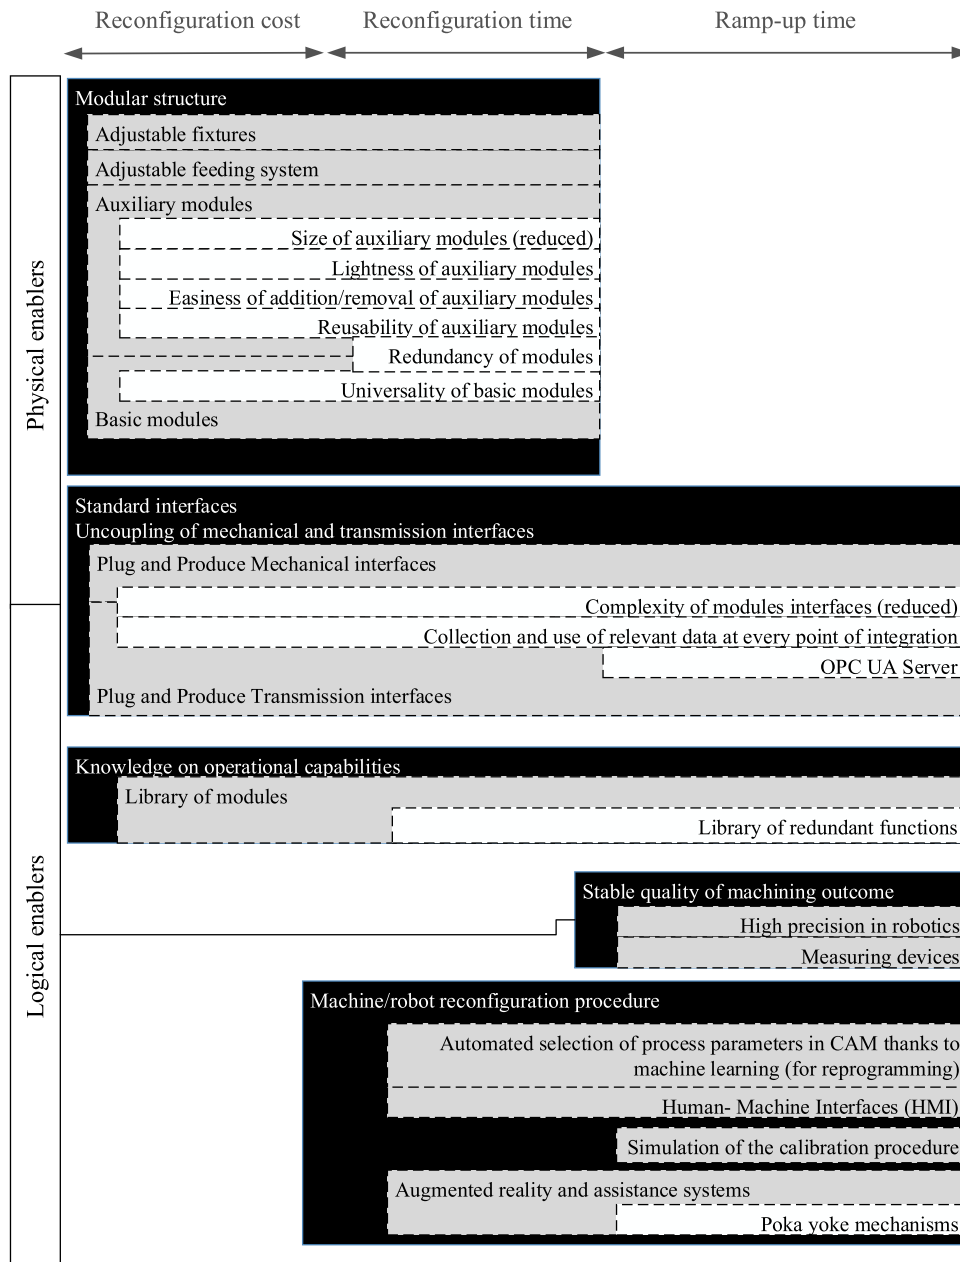 Reconfiguration cost
Reconfiguration time
Ramp-up time
Physical enablers
Modular structure
Adjustable fixtures
Adjustable feeding system
Auxiliary modules
Size of auxiliary modules (reduced)
Lightness of auxiliary modules
Easiness of addition/removal of auxiliary modules
Reusability of auxiliary modules
Redundancy of modules
Universality of basic modules
Basic modules
Standard interfaces
Uncoupling of mechanical and transmission interfaces
Plug and Produce Mechanical interfaces
Complexity of modules interfaces (reduced)
Collection and use of relevant data at every point of integration
OPC UA Server
Plug and Produce Transmission interfaces
Logical enablers
Knowledge on operational capabilities
Library of modules
Library of redundant functions
Stable quality of machining outcome
High precision in robotics
Measuring devices
Machine/robot reconfiguration procedure
Automated selection of process parameters in CAM thanks to
machine learning (for reprogramming)
Human- Machine Interfaces (HMI)
Simulation of the calibration procedure
Augmented reality and assistance systems
Poka yoke mechanisms